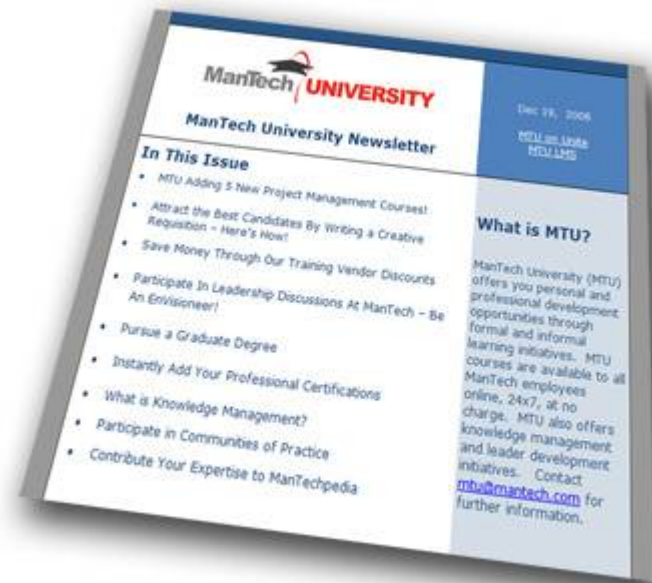 ManTech UNIVERSITY
ManTech University Newsletter
Dec 19, 2008
MTU on Unite
MTU LMS
In This Issue
• MTU Adding 5 New Project Management Courses!
• Attract the Best Candidates By Writing a Creative
Requisition – Here's How!
• Save Money Through Our Training Vendor Discounts
• Participate In Leadership Discussions At ManTech – Be
An EnVisioneer!
• Pursue a Graduate Degree
• Instantly Add Your Professional Certifications
• What is Knowledge Management?
• Participate in Communities of Practice
• Contribute Your Expertise to ManTechpedia
What is MTU?
ManTech University (MTU)
offers you personal and
professional development
opportunities through
formal and informal
learning initiatives. MTU
courses are available to all
ManTech employees
online, 24x7, at no
charge. MTU also offers
knowledge management
and leader development
initiatives. Contact
mtu@mantech.com for
further information.